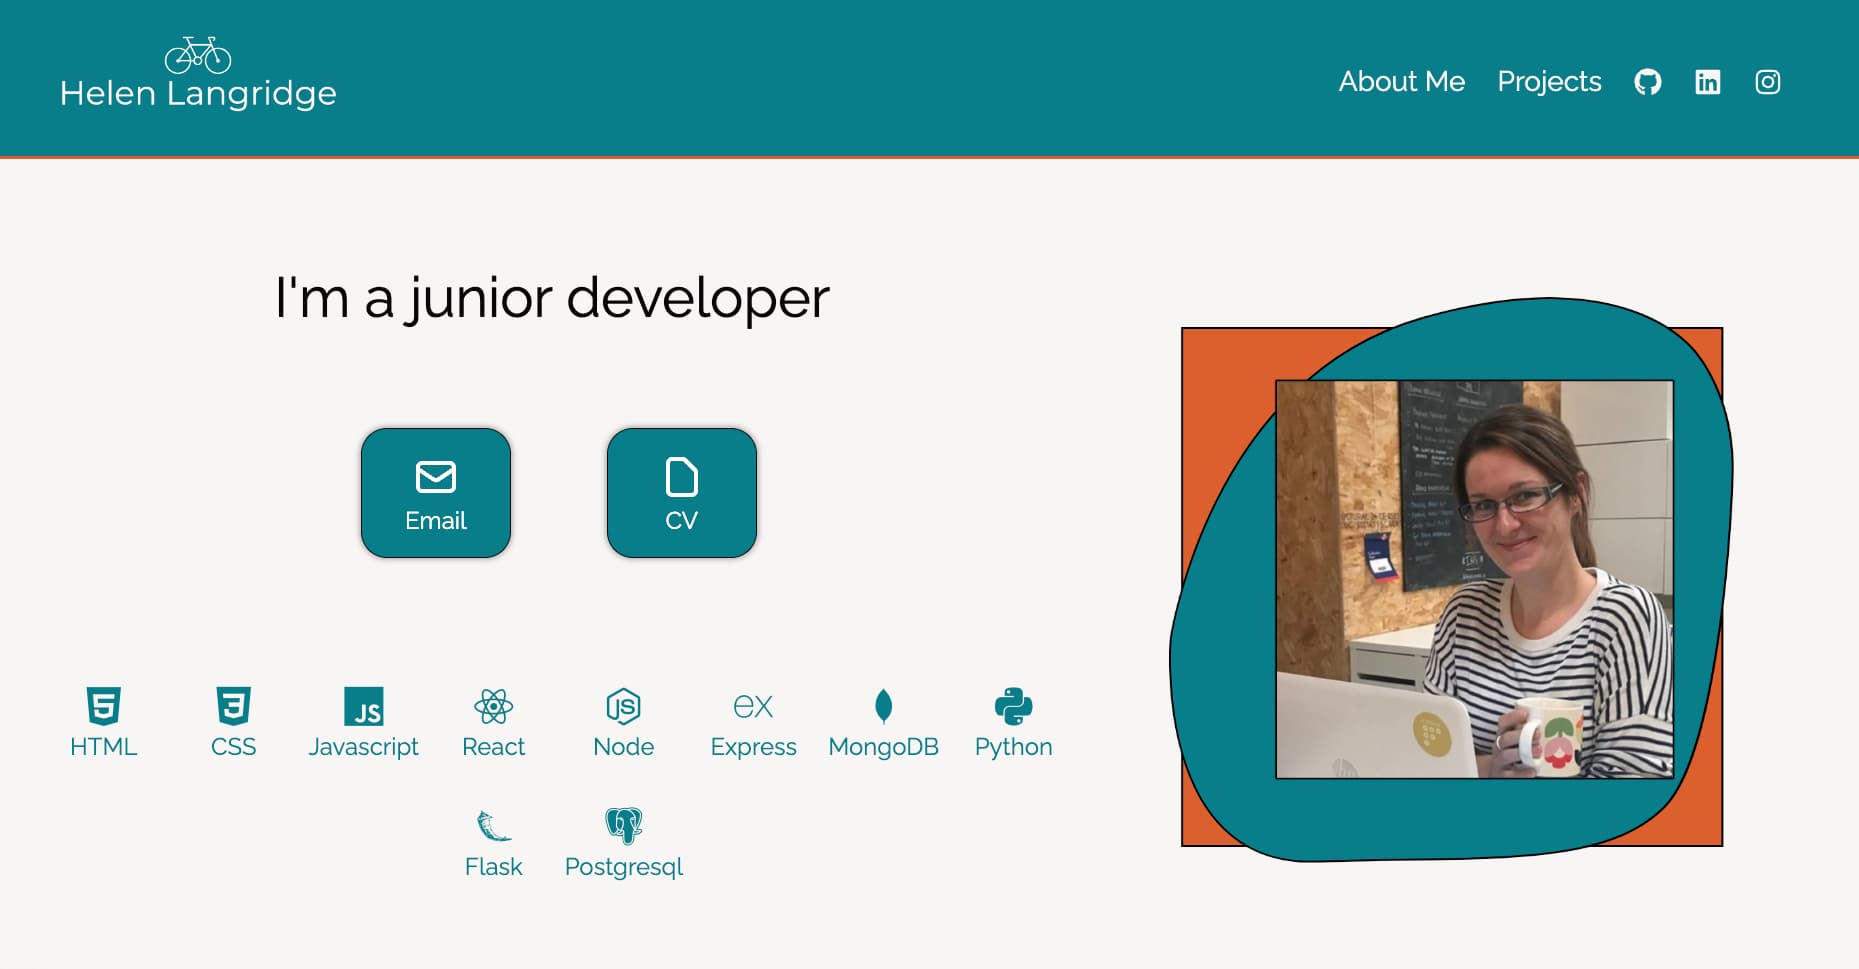 Helen Langridge
About Me Projects
I'm a junior developer
Email
CV
HTML
CSS
JS
Javascript
React
JS
Node
ex
Express
MongoDB
Python
Flask
Postgresql